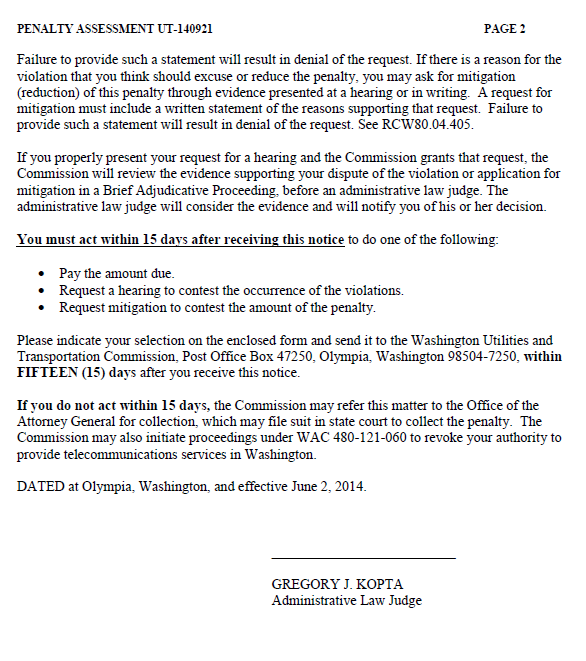 PENALTY ASSESSMENT UT-140921 PAGE 2
Failure to provide such a statement will result in denial of the request. If there is a reason for the
violation that you think should excuse or reduce the penalty, you may ask for mitigation
(reduction) of this penalty through evidence presented at a hearing or in writing. A request for
mitigation must include a written statement of the reasons supporting that request. Failure to
provide such a statement will result in denial of the request. See RCW80.04.405.
If you properly present your request for a hearing and the Commission grants that request, the
Commission will review the evidence supporting your dispute of the violation or application for
mitigation in a Brief Adjudicative Proceeding, before an administrative law judge. The
administrative law judge will consider the evidence and will notify you of his or her decision.
You must act within 15 days after receiving this notice to do one of the following:
• Pay the amount due.
• Request a hearing to contest the occurrence of the violations.
• Request mitigation to contest the amount of the penalty.
Please indicate your selection on the enclosed form and send it to the Washington Utilities and
Transportation Commission, Post Office Box 47250, Olympia, Washington 98504-7250, within
FIFTEEN (15) days after you receive this notice.
If you do not act within 15 days, the Commission may refer this matter to the Office of the
Attorney General for collection, which may file suit in state court to collect the penalty. The
Commission may also initiate proceedings under WAC 480-121-060 to revoke your authority to
provide telecommunications services in Washington.
DATED at Olympia, Washington, and effective June 2, 2014.
GREGORY J. KOPTA
Administrative Law Judge